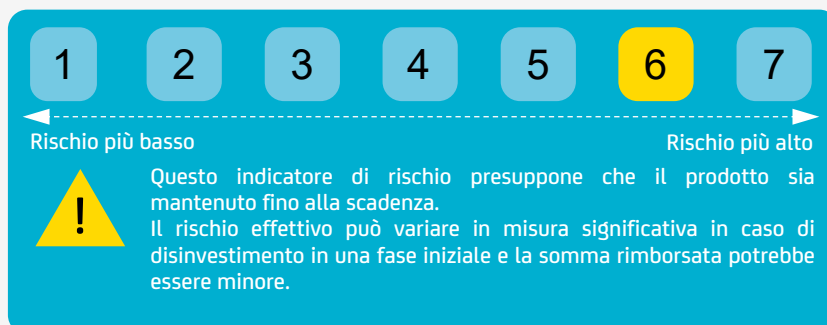 1 2 3 4 5 6 7
Rischio più basso Rischio più alto
!
Questo indicatore di rischio presuppone che il prodotto sia
mantenuto fino alla scadenza.
Il rischio effettivo può variare in misura significativa in caso di
disinvestimento in una fase iniziale e la somma rimborsata potrebbe
essere minore.